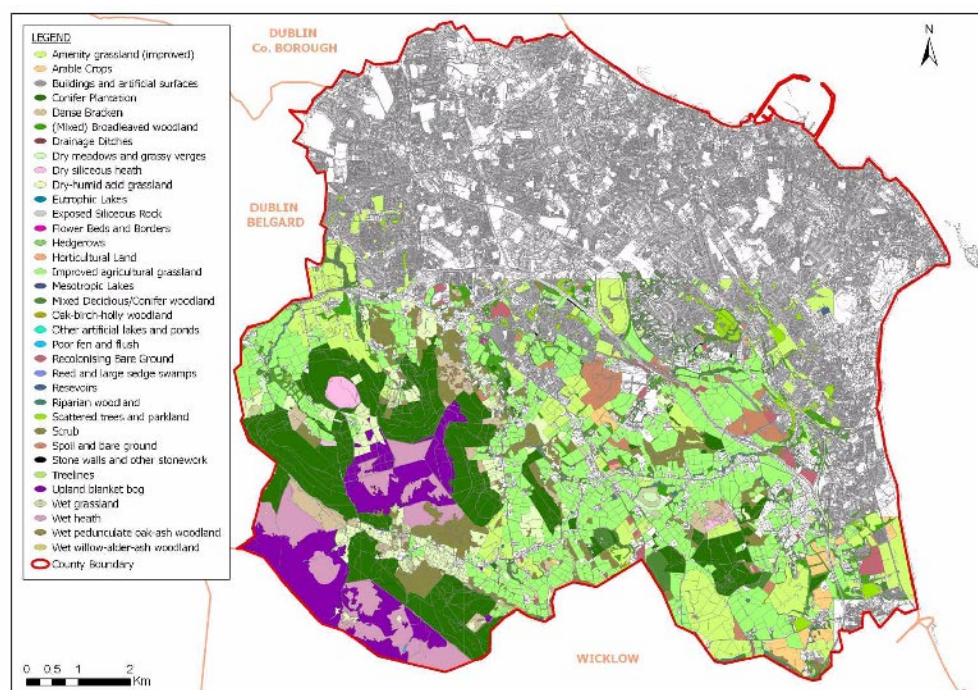 LEGEND
Amenity grassland (improved)
Arable Crops
Buildings and artificial surfaces
Conifer Plantation
Dense Bracken
(Mixed) Broadleaved woodland
Drainage Ditches
Dry meadows and grassy verges
Dry siliceous heath
Dry-humid acid grassland
Eutrophic Lakes
Exposed Siliceous Rock
Flower Beds and Borders
Hedgerows
Horticultural Land
Improved agricultural grassland
Mesotropic Lakes
Mixed Decidious/Conifer woodland
Oak-birch-holly woodland
Other artificial lakes and ponds
Poor fen and flush
Recolonising Bare Ground
Reed and large sedge swamps
Resevoirs
Riparian woodland
Scattered trees and parkland
Scrub
Spoil and bare ground
Stone walls and other stonework
Treelines
Upland blanket bog
Wet grassland
Wet heath
Wet pedunculate oak-ash woodland
Wet willow-alder-ash woodland
County Boundary
DUBLIN
Co. BOROUGH
DUBLIN
BELGARD
WICKLOW
N
0 0.5 1 2
Km